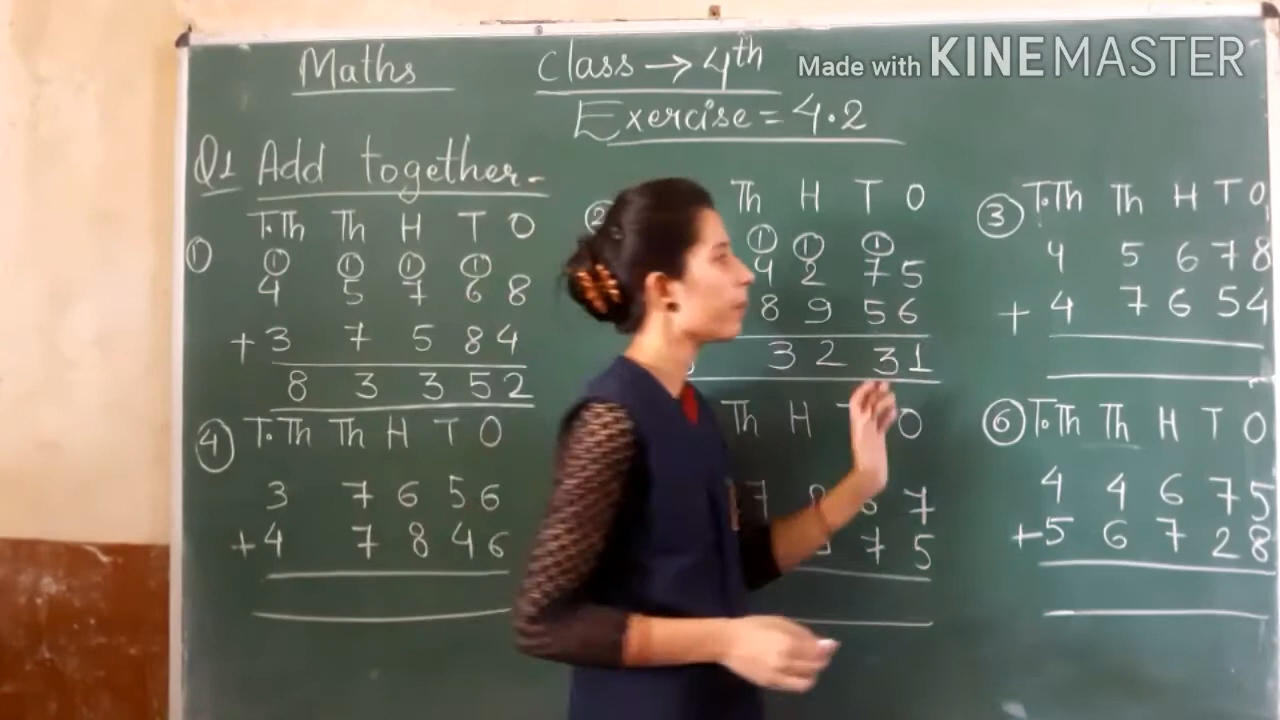 Maths Class → 4th
Made with KINEMASTER
Exercise = 4.2
Q1 Add together-
① T.Th Th H T O
① ① ① ①
4 5 7 6 8
+ 3 7 5 8 4
8 3 3 5 2
Th H T O
① ① ①
4 2 7 5
8 9 5 6
3 2 3 1
③ T.Th Th H T O
4 5 6 7 8
+ 4 7 6 5 4
④ T.Th Th H T O
3 7 6 5 6
+ 4 7 8 4 6
Th H O
7 7
7 5
⑥ T.Th Th H T O
4 4 6 7 5
+ 5 6 7 2 8